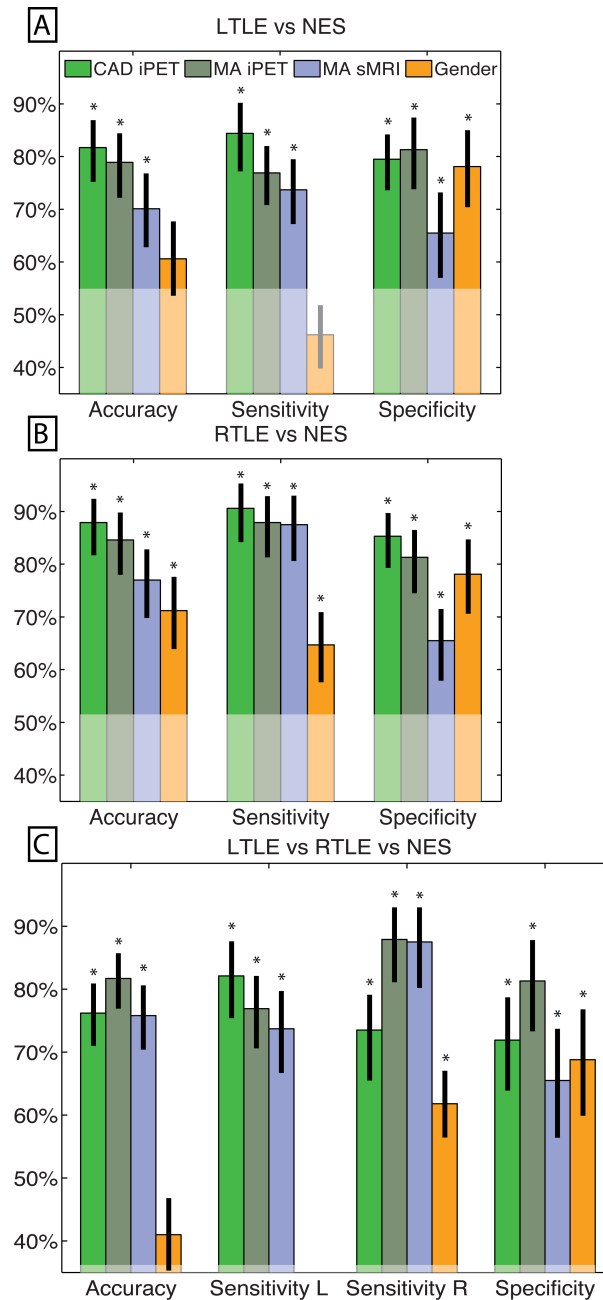 A
LTLE vs NES
CAD iPET MA iPET MA sMRI Gender
* * * * * * * * * *
90%
80%
70%
60%
50%
40%
Accuracy Sensitivity Specificity
B
RTLE vs NES
* * * * * * * * * * * *
90%
80%
70%
60%
50%
40%
Accuracy Sensitivity Specificity
C
LTLE vs RTLE vs NES
* * * * * * * * * * * * * *
90%
80%
70%
60%
50%
40%
Accuracy Sensitivity L Sensitivity R Specificity